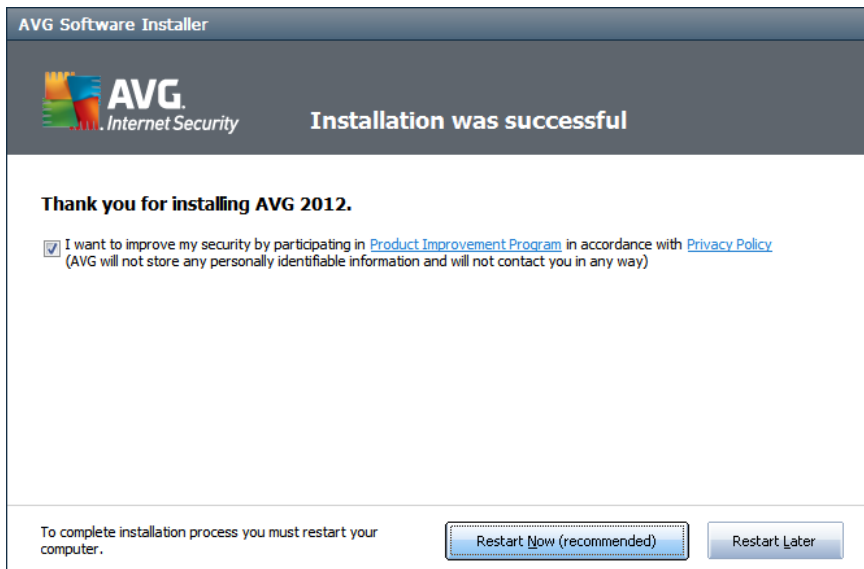 AVG Software Installer
AVG.
Internet Security
Installation was successful
Thank you for installing AVG 2012.
I want to improve my security by participating in Product Improvement Program in accordance with Privacy Policy
(AVG will not store any personally identifiable information and will not contact you in any way)
To complete installation process you must restart your
computer.
Restart Now (recommended)
Restart Later